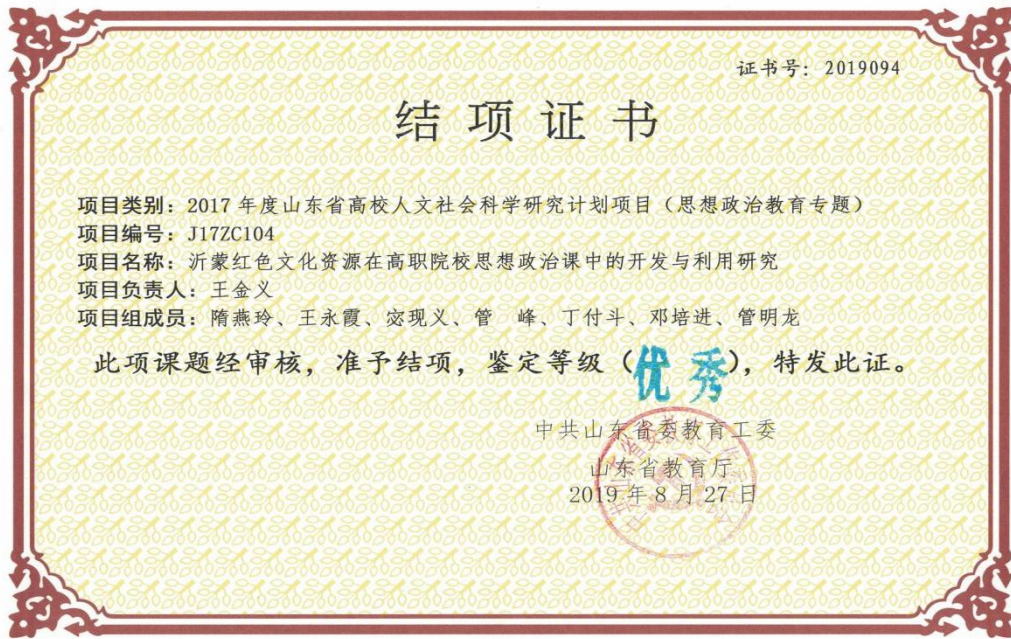 证书号：2019094
结项证书
项目类别：2017 年度山东省高校人文社会科学研究计划项目（思想政治教育专题）
项目编号：J17ZC104
项目名称：沂蒙红色文化资源在高职院校思想政治课中的开发与利用研究
项目负责人：王金义
项目组成员：隋燕玲、王永霞、宓现义、管　峰、丁付斗、邓培进、管明龙
此项课题经审核，准予结项，鉴定等级（优秀），特发此证。
中共山东省委教育工委
山东省教育厅
2019 年 8 月 27 日